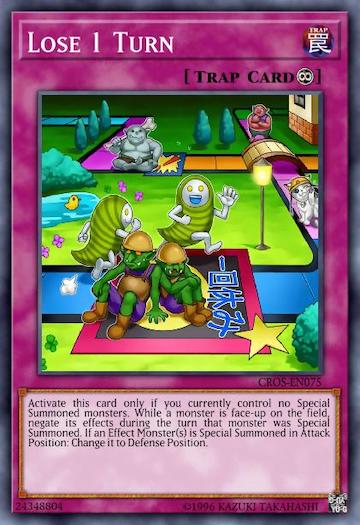 LOSE 1 TURN
TRAP
罠
[TRAP CARD]
一回休み
CROS-EN075
Activate this card only if you currently control no Special
Summoned monsters. While a monster is face-up on the field,
negate its effects during the turn that monster was Special
Summoned. If an Effect Monster(s) is Special Summoned in Attack
Position: Change it to Defense Position.
24348804
©1996 KAZUKI TAKAHASHI